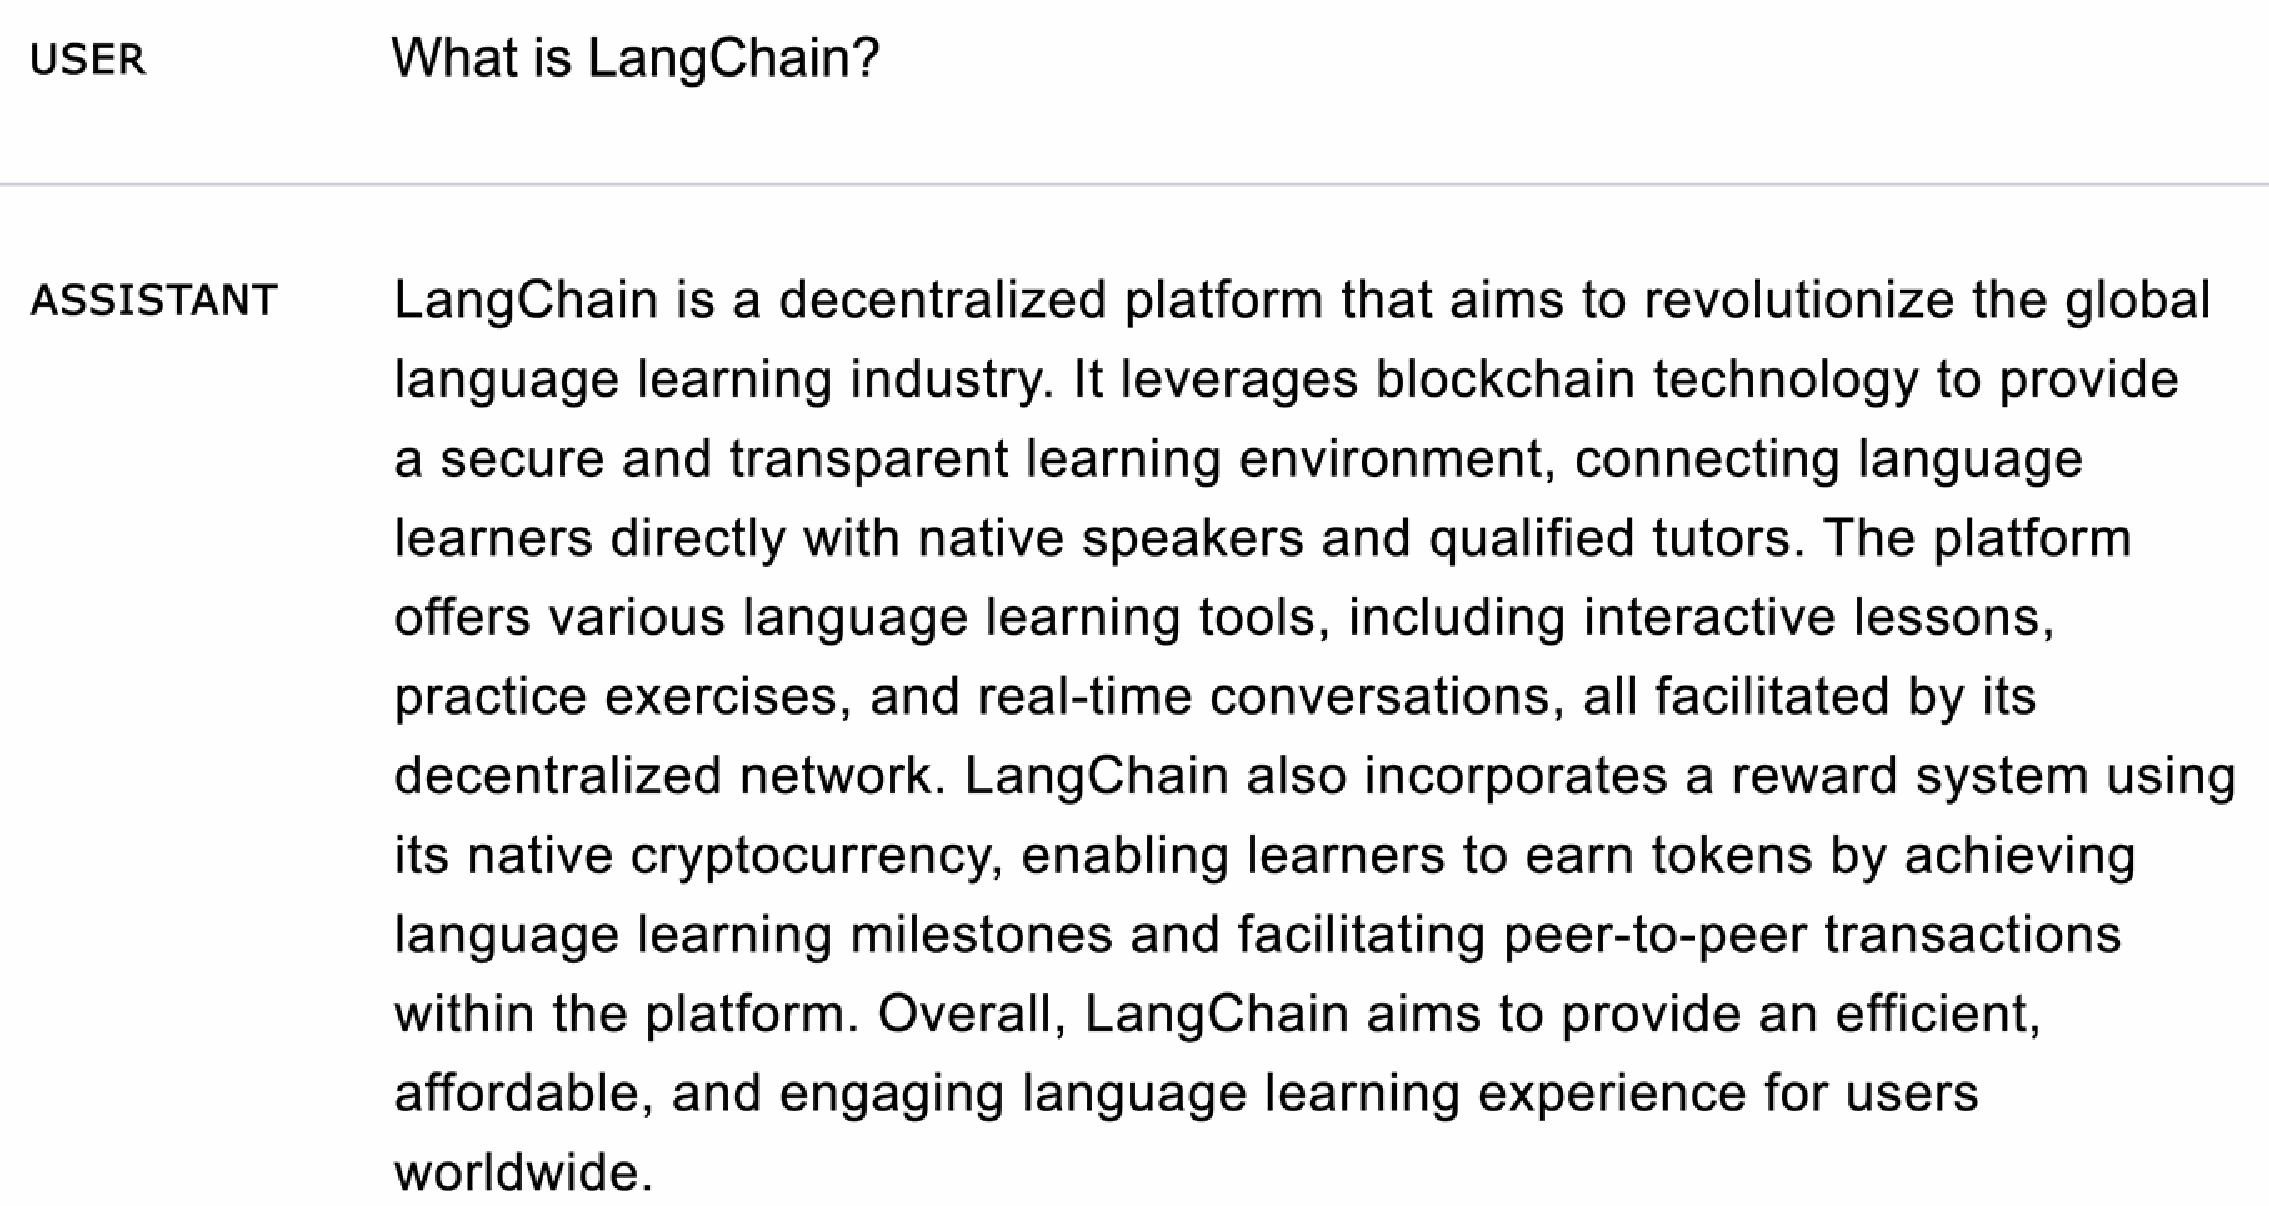 USER
What is LangChain?
ASSISTANT
LangChain is a decentralized platform that aims to revolutionize the global
language learning industry. It leverages blockchain technology to provide
a secure and transparent learning environment, connecting language
learners directly with native speakers and qualified tutors. The platform
offers various language learning tools, including interactive lessons,
practice exercises, and real-time conversations, all facilitated by its
decentralized network. LangChain also incorporates a reward system using
its native cryptocurrency, enabling learners to earn tokens by achieving
language learning milestones and facilitating peer-to-peer transactions
within the platform. Overall, LangChain aims to provide an efficient,
affordable, and engaging language learning experience for users
worldwide.